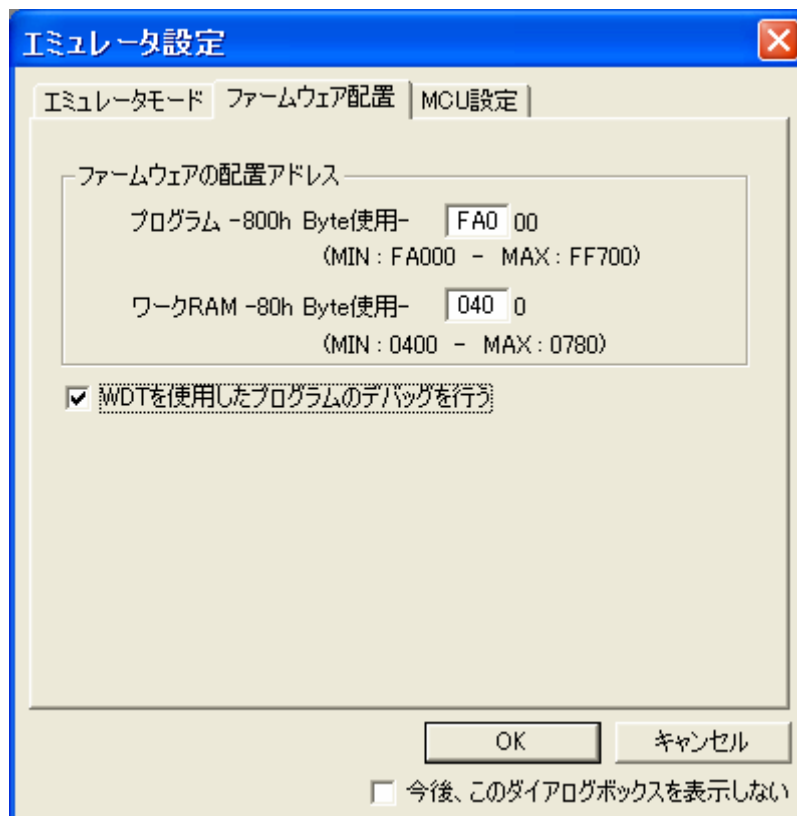 エミュレータ設定
エミュレータモード ファームウェア配置 MCU設定
ファームウェアの配置アドレス
プログラム -800h Byte使用- FA0 00
(MIN : FA000 - MAX : FF700)
ワークRAM -80h Byte使用- 040 0
(MIN : 0400 - MAX : 0780)
WDTを使用したプログラムのデバッグを行う
OK キャンセル
今後、このダイアログボックスを表示しない